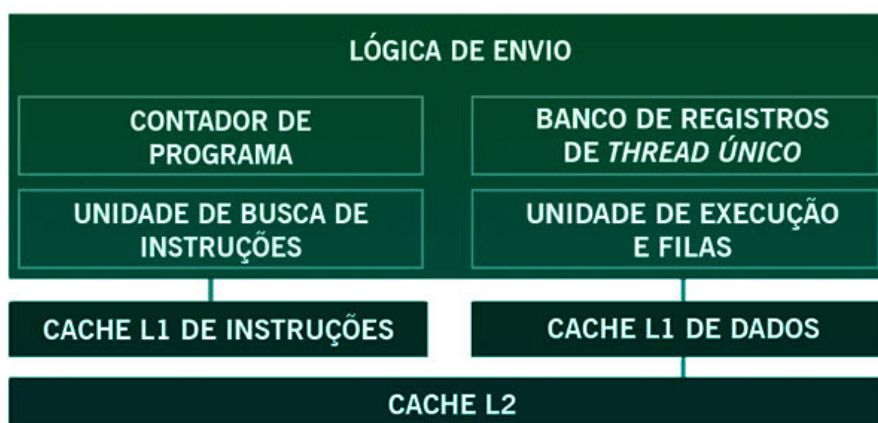 LÓGICA DE ENVIO
CONTADOR DE
PROGRAMA
BANCO DE REGISTROS
DE THREAD ÚNICO
UNIDADE DE BUSCA DE
INSTRUÇÕES
UNIDADE DE EXECUÇÃO
E FILAS
CACHE L1 DE INSTRUÇÕES
CACHE L1 DE DADOS
CACHE L2